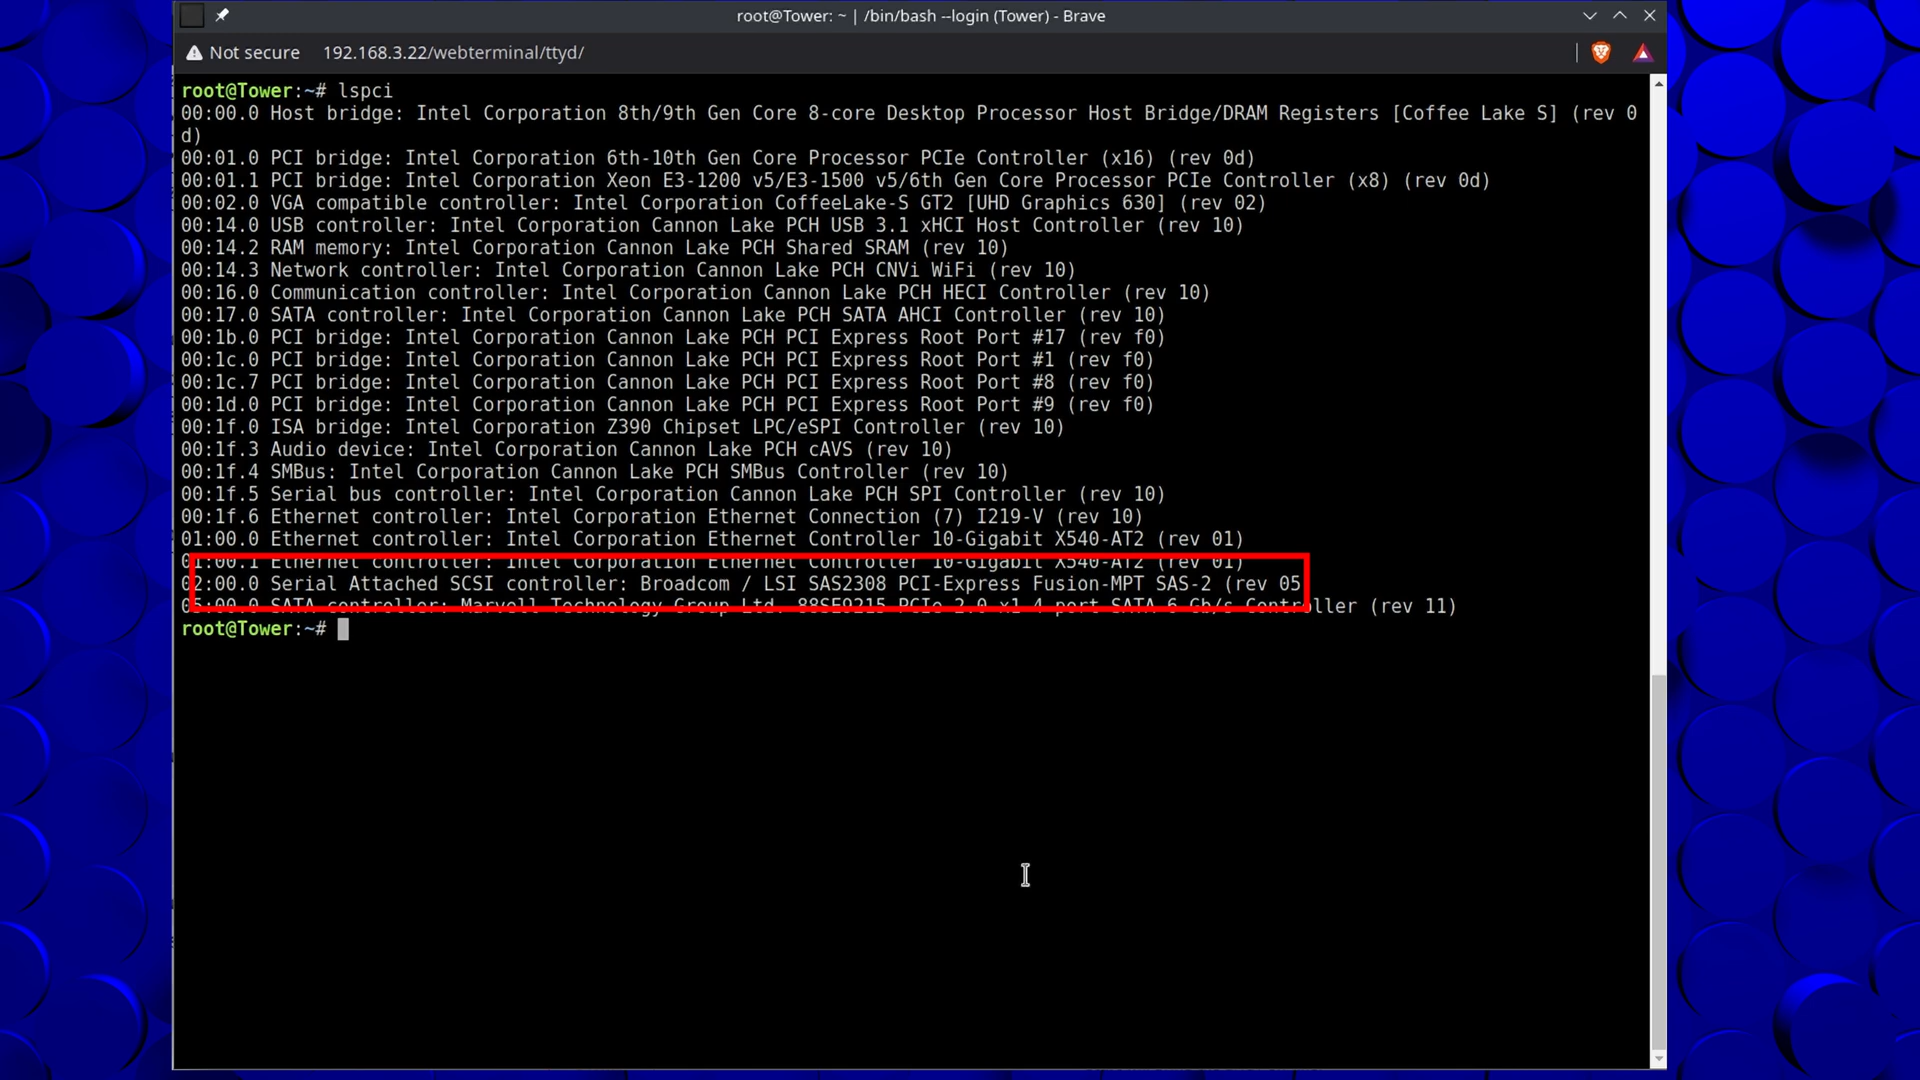 root@Tower: ~ | /bin/bash --login (Tower) - Brave
Not secure 192.168.3.22/webterminal/ttyd/
root@Tower:~# lspci
00:00.0 Host bridge: Intel Corporation 8th/9th Gen Core 8-core Desktop Processor Host Bridge/DRAM Registers [Coffee Lake S] (rev 0
d)
00:01.0 PCI bridge: Intel Corporation 6th-10th Gen Core Processor PCIe Controller (x16) (rev 0d)
00:01.1 PCI bridge: Intel Corporation Xeon E3-1200 v5/E3-1500 v5/6th Gen Core Processor PCIe Controller (x8) (rev 0d)
00:02.0 VGA compatible controller: Intel Corporation CoffeeLake-S GT2 [UHD Graphics 630] (rev 02)
00:14.0 USB controller: Intel Corporation Cannon Lake PCH USB 3.1 xHCI Host Controller (rev 10)
00:14.2 RAM memory: Intel Corporation Cannon Lake PCH Shared SRAM (rev 10)
00:14.3 Network controller: Intel Corporation Cannon Lake PCH CNVi WiFi (rev 10)
00:16.0 Communication controller: Intel Corporation Cannon Lake PCH HECI Controller (rev 10)
00:17.0 SATA controller: Intel Corporation Cannon Lake PCH SATA AHCI Controller (rev 10)
00:1b.0 PCI bridge: Intel Corporation Cannon Lake PCH PCI Express Root Port #17 (rev f0)
00:1c.0 PCI bridge: Intel Corporation Cannon Lake PCH PCI Express Root Port #1 (rev f0)
00:1c.7 PCI bridge: Intel Corporation Cannon Lake PCH PCI Express Root Port #8 (rev f0)
00:1d.0 PCI bridge: Intel Corporation Cannon Lake PCH PCI Express Root Port #9 (rev f0)
00:1f.0 ISA bridge: Intel Corporation Z390 Chipset LPC/eSPI Controller (rev 10)
00:1f.3 Audio device: Intel Corporation Cannon Lake PCH cAVS (rev 10)
00:1f.4 SMBus: Intel Corporation Cannon Lake PCH SMBus Controller (rev 10)
00:1f.5 Serial bus controller: Intel Corporation Cannon Lake PCH SPI Controller (rev 10)
00:1f.6 Ethernet controller: Intel Corporation Ethernet Connection (7) I219-V (rev 10)
01:00.0 Ethernet controller: Intel Corporation Ethernet Controller 10-Gigabit X540-AT2 (rev 01)
01:00.1 Ethernet controller: Intel Corporation Ethernet Controller 10-Gigabit X540-AT2 (rev 01)
02:00.0 Serial Attached SCSI controller: Broadcom / LSI SAS2308 PCI-Express Fusion-MPT SAS-2 (rev 05
05:00.0 SATA controller: Marvell Technology Group Ltd. 88SE9215 PCIe 2.0 x1 4-port SATA 6 Gb/s Controller (rev 11)
root@Tower:~#